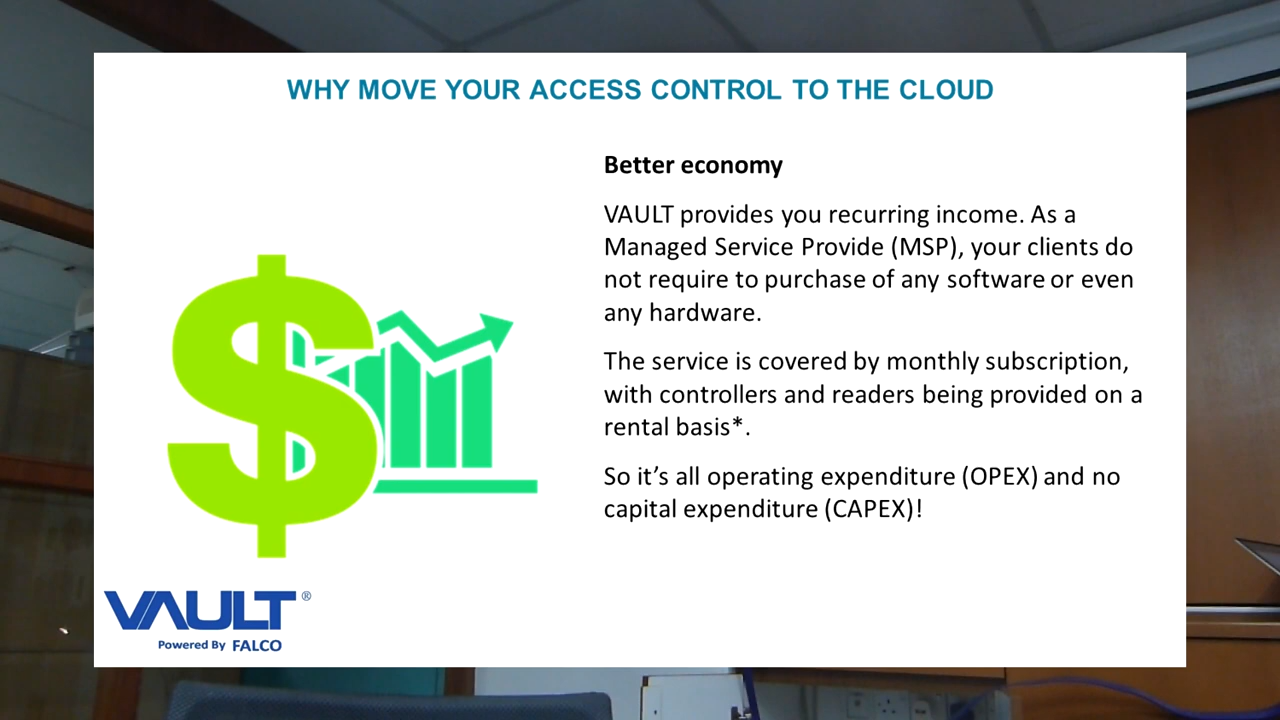 WHY MOVE YOUR ACCESS CONTROL TO THE CLOUD
Better economy
VAULT provides you recurring income. As a
Managed Service Provide (MSP), your clients do
not require to purchase of any software or even
any hardware.
The service is covered by monthly subscription,
with controllers and readers being provided on a
rental basis*.
So it’s all operating expenditure (OPEX) and no
capital expenditure (CAPEX)!
VAULT®
Powered By FALCO